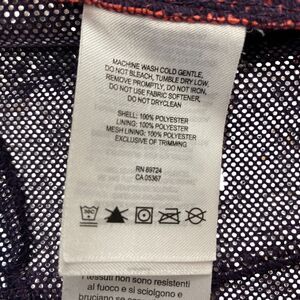 MACHINE WASH COLD GENTLE,
DO NOT BLEACH, TUMBLE DRY LOW,
REMOVE PROMPTLY, DO NOT IRON,
DO NOT USE FABRIC SOFTENER,
DO NOT DRYCLEAN
SHELL: 100% POLYESTER
LINING: 100% POLYESTER
MESH LINING: 100% POLYESTER
EXCLUSIVE OF TRIMMING
RN 89724
CA 05367
i tessuti non sono resistenti
al fuoco e si sciolgono e
bruciano se